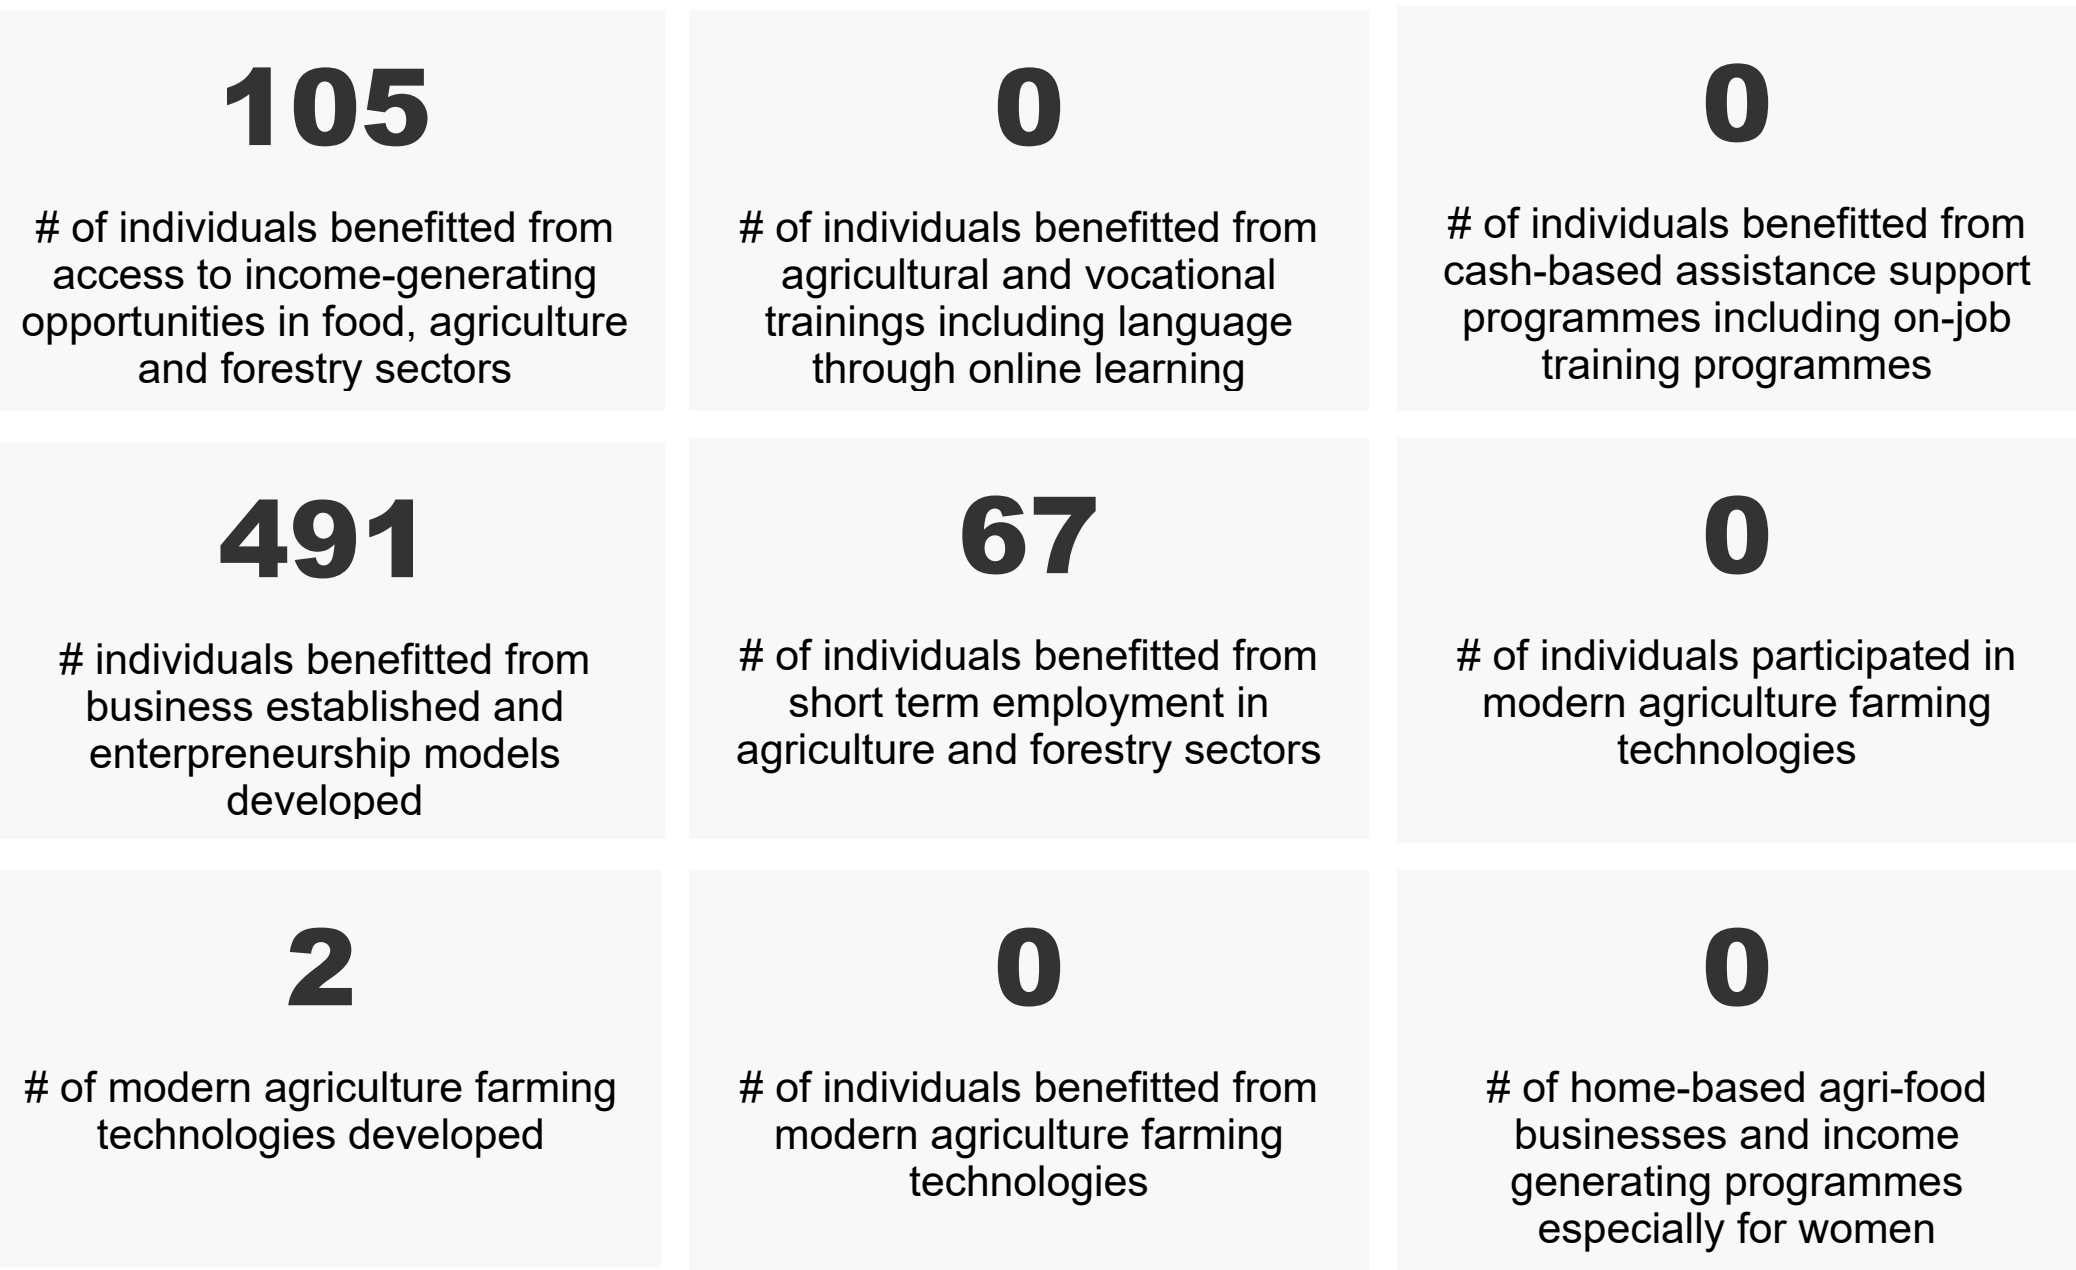 105
# of individuals benefitted from
access to income-generating
opportunities in food, agriculture
and forestry sectors
0
# of individuals benefitted from
agricultural and vocational
trainings including language
through online learning
0
# of individuals benefitted from
cash-based assistance support
programmes including on-job
training programmes
491
# individuals benefitted from
business established and
enterpreneurship models
developed
67
# of individuals benefitted from
short term employment in
agriculture and forestry sectors
0
# of individuals participated in
modern agriculture farming
technologies
2
# of modern agriculture farming
technologies developed
0
# of individuals benefitted from
modern agriculture farming
technologies
0
# of home-based agri-food
businesses and income
generating programmes
especially for women